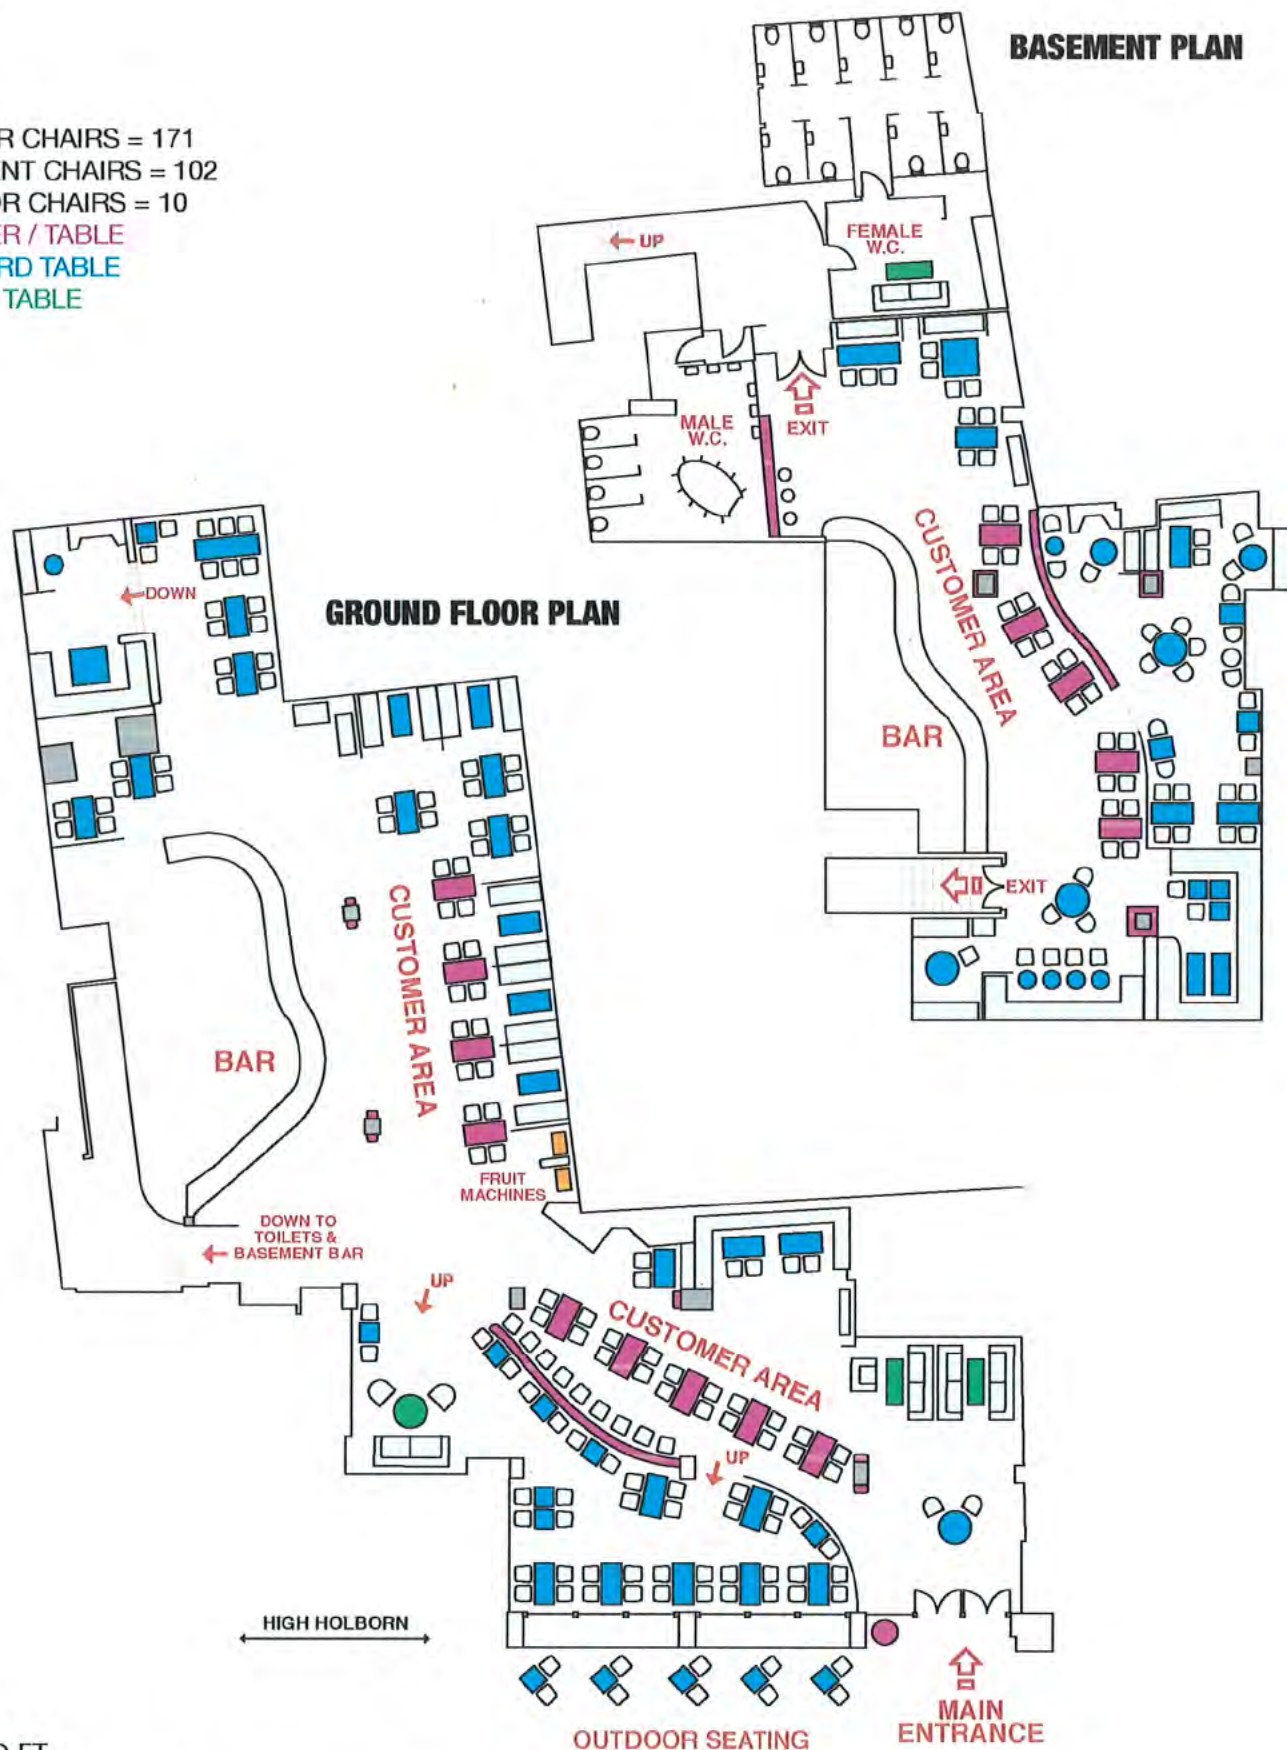 BASEMENT PLAN
R CHAIRS = 171
NT CHAIRS = 102
OR CHAIRS = 10
ER / TABLE
RD TABLE
TABLE
FEMALE
W.C.
UP
MALE
W.C.
EXIT
CUSTOMER AREA
BAR
EXIT
GROUND FLOOR PLAN
DOWN
CUSTOMER AREA
BAR
FRUIT
MACHINES
DOWN TO
TOILETS &
BASEMENT BAR
UP
CUSTOMER AREA
UP
HIGH HOLBORN
MAIN
ENTRANCE
OUTDOOR SEATING